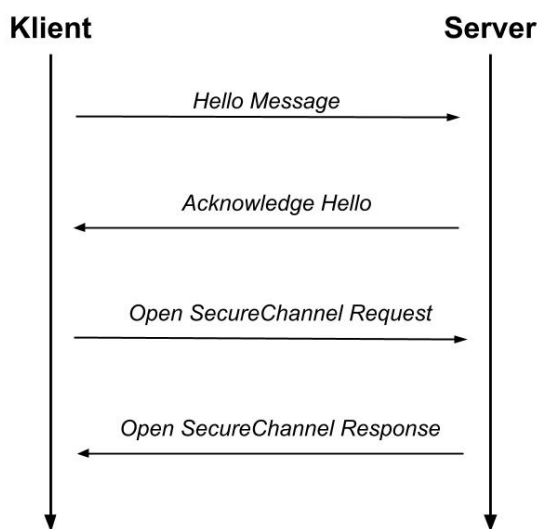 Klient Server
Hello Message
Acknowledge Hello
Open SecureChannel Request
Open SecureChannel Response